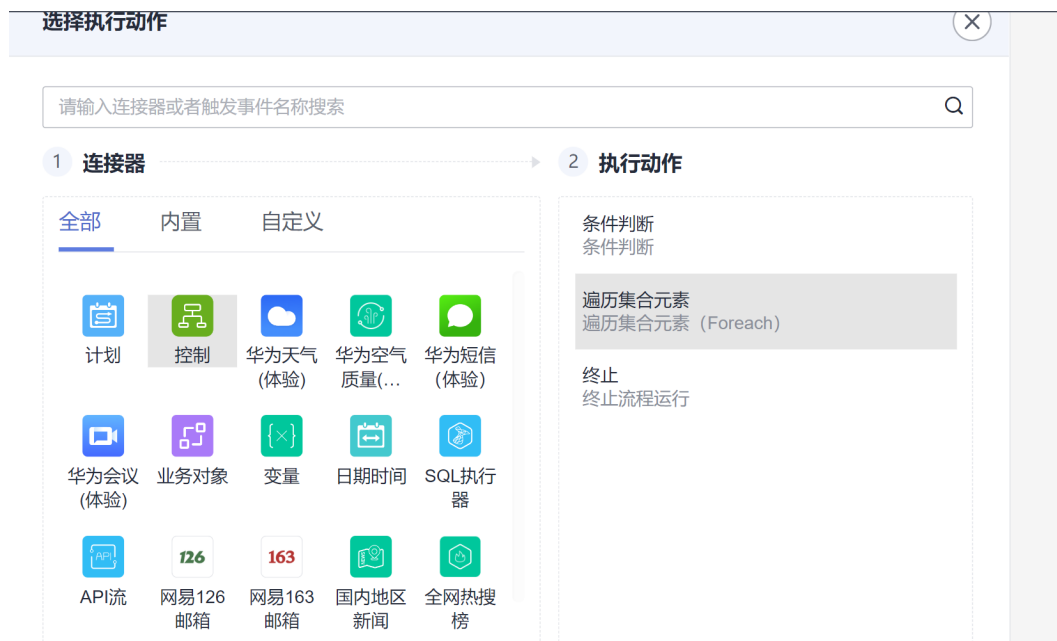 选择执行动作
请输入连接器或者触发事件名称搜索
1 连接器
2 执行动作
全部 内置 自定义
计划 控制 华为天气 华为空气 华为短信
(体验) 质量(... (体验)
华为会议 业务对象 变量 日期时间 SQL执行
(体验) 器
API
126 163
API流 网易126 网易163 国内地区 全网热搜
邮箱 邮箱 新闻 榜
条件判断
条件判断
遍历集合元素
遍历集合元素（Foreach）
终止
终止流程运行